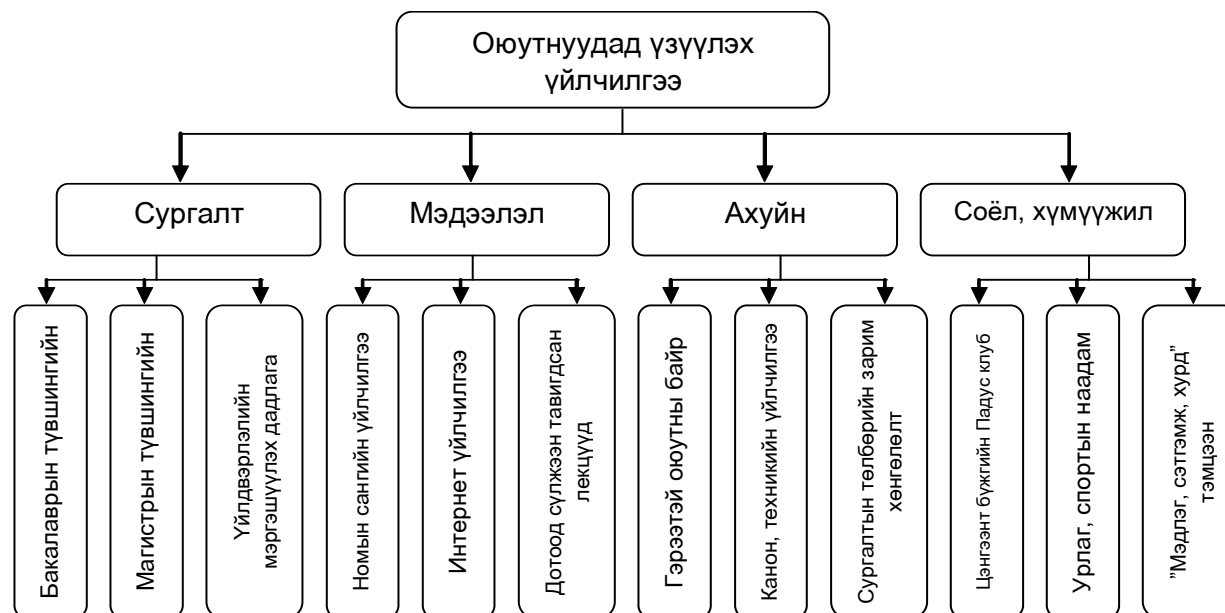 Оюутнуудад үзүүлэх
үйлчилгээ
Сургалт
Мэдээлэл
Ахуйн
Соёл, хүмүүжил
Бакалаврын түвшингийн
Магистрын түвшингийн
Үйлдвэрлэлийн
мэргэшүүлэх дадлага
Номын сангийн үйлчилгээ
Интернет үйлчилгээ
Дотоод сүлжээн тавигдсан
лекцүүд
Гэрээтэй оюутны байр
Канон, техникийн үйлчилгээ
Сургалтын төлбөрийн зарим
хөнгөлөлт
Цэнгээнт бүжгийн Падус клуб
Урлаг, спортын наадам
”Мэдлэг, сэтгэмж, хурд”
тэмцээн